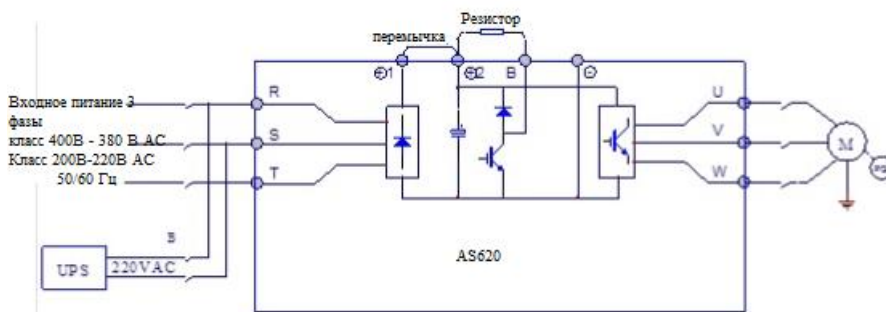 Резистор
перемычка
⊕1
⊕2
B
⊖
Входное питание 3
фазы
класс 400В - 380 В АС
Класс 200В-220В АС
50/60 Гц
R
S
T
U
V
W
M
PG
Б
220VAC
UPS
AS620